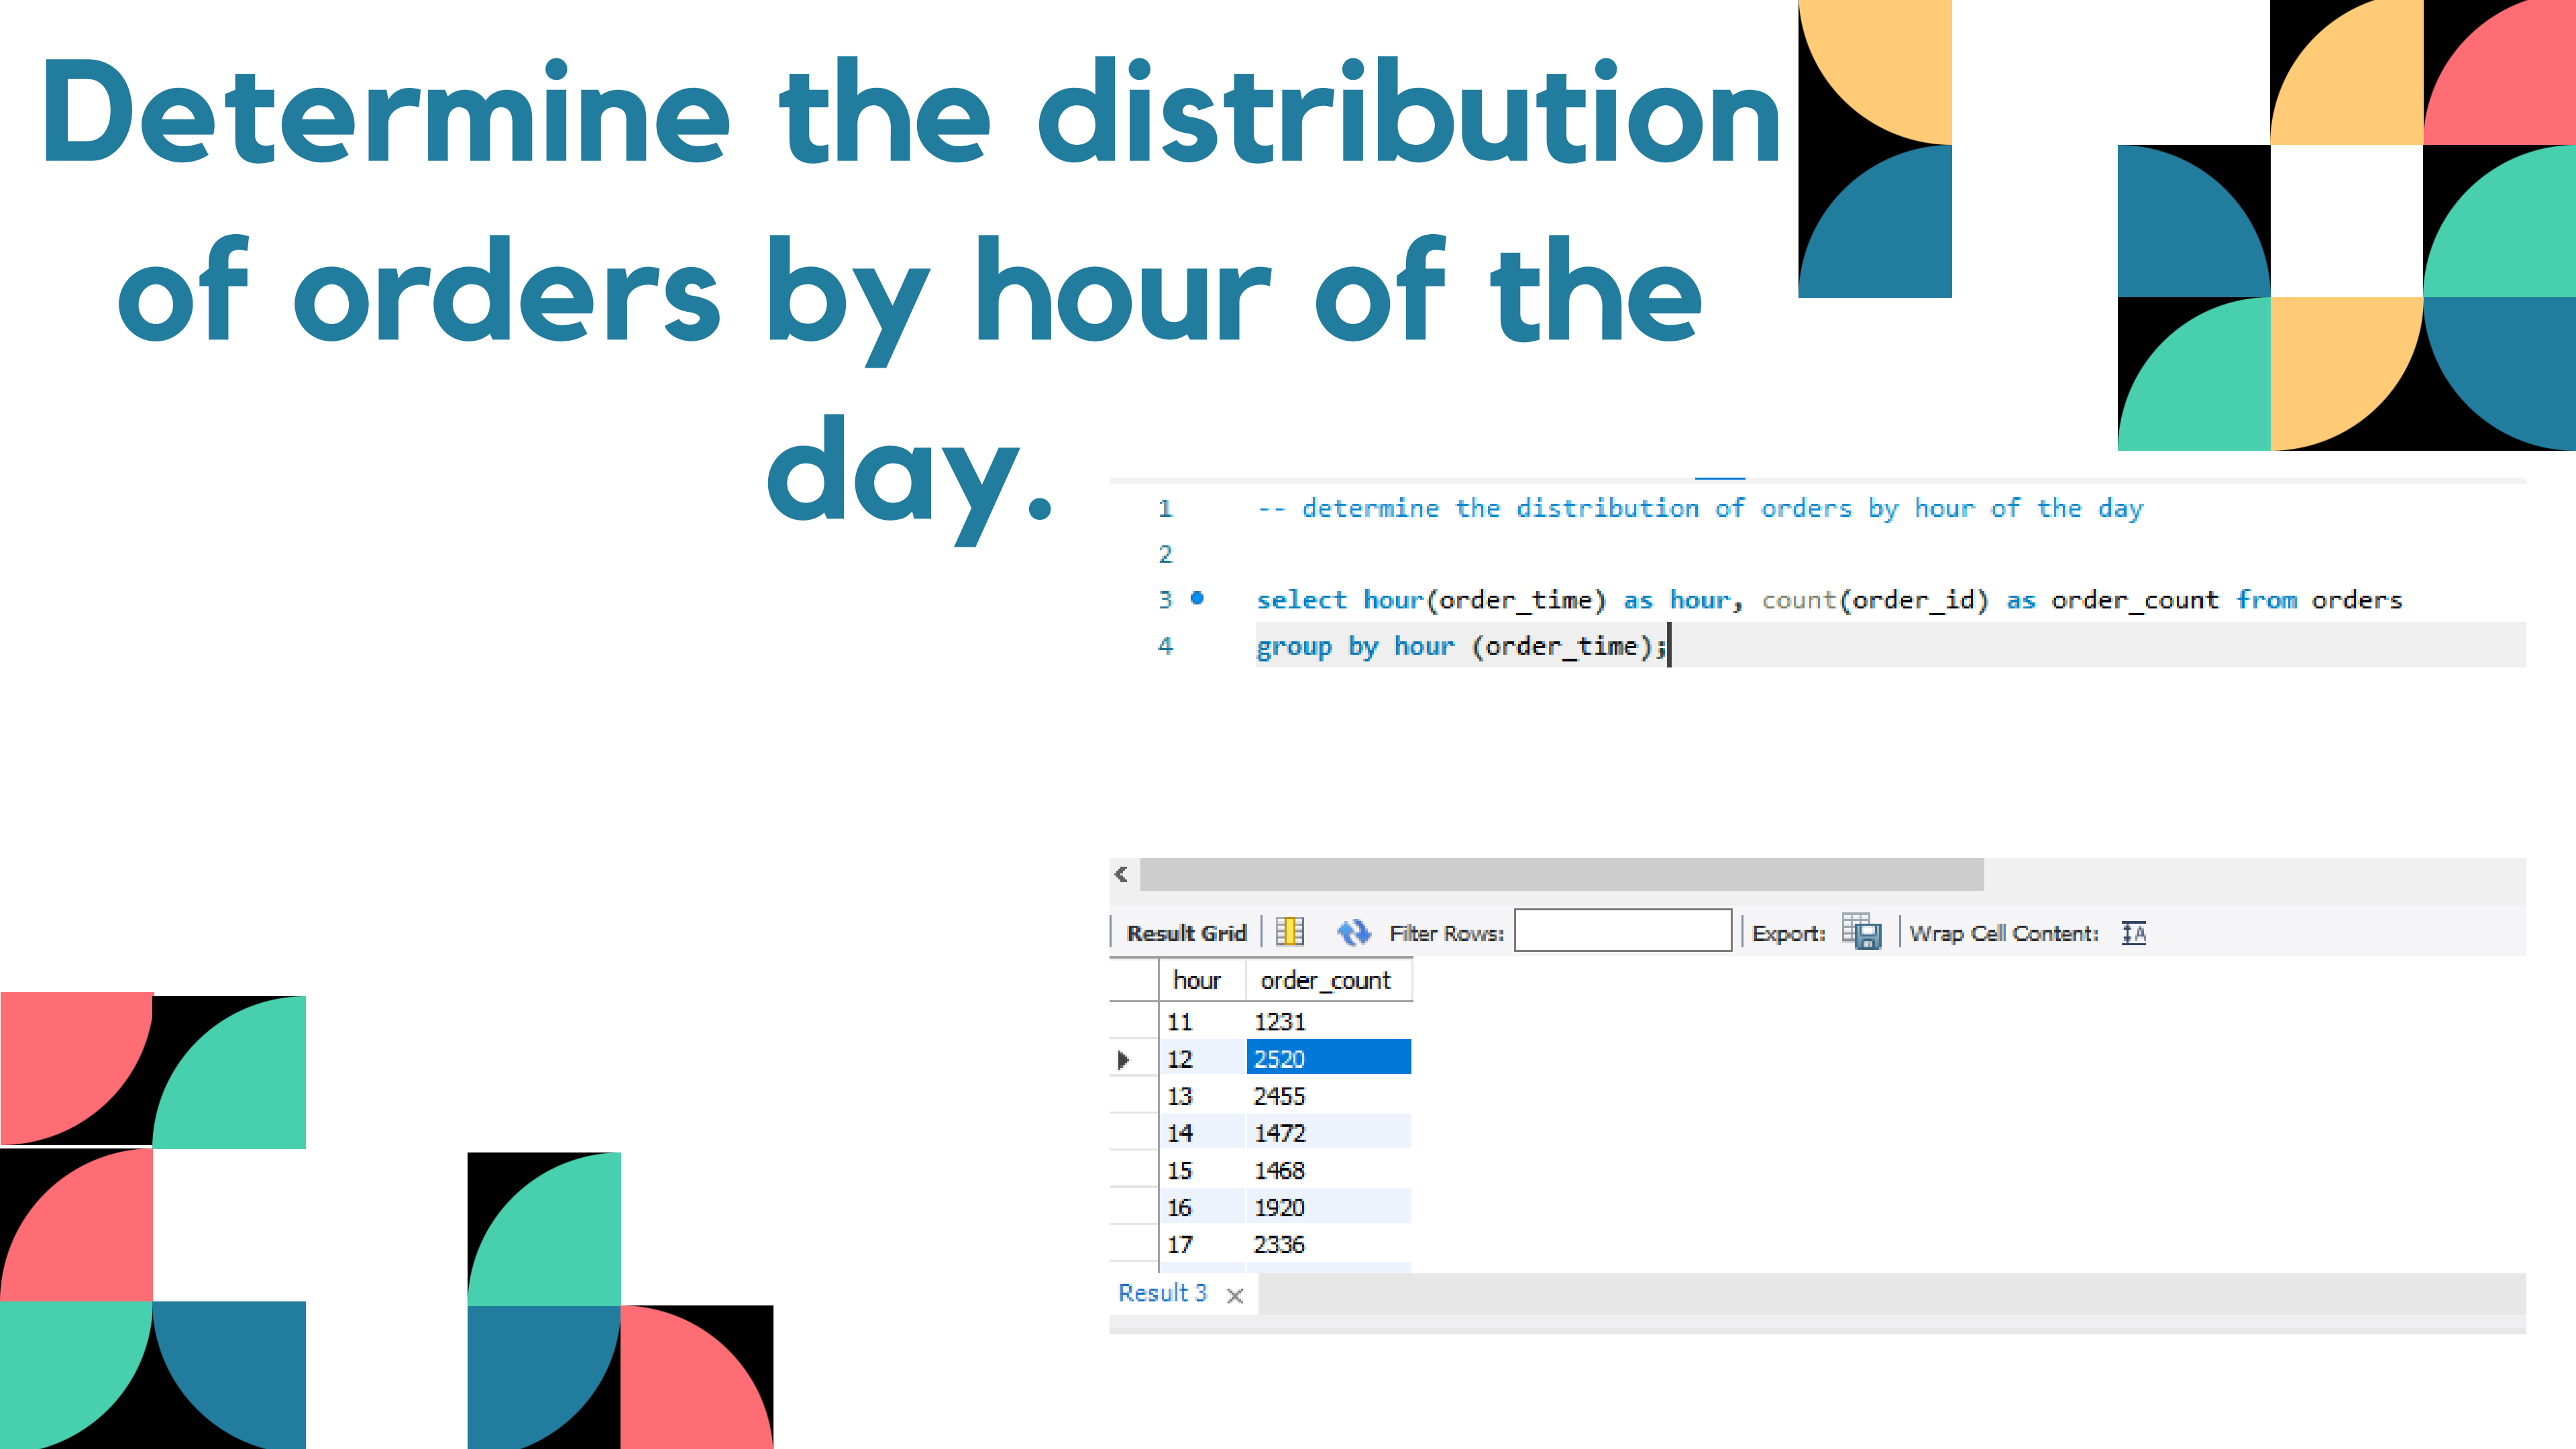 Determine the distribution
of orders by hour of the
day.
1 -- determine the distribution of orders by hour of the day
2
3 select hour(order_time) as hour, count(order_id) as order_count from orders
4 group by hour (order_time);
Result Grid Filter Rows: Export: Wrap Cell Content:
hour order_count
11 1231
12 2520
13 2455
14 1472
15 1468
16 1920
17 2336
Result 3